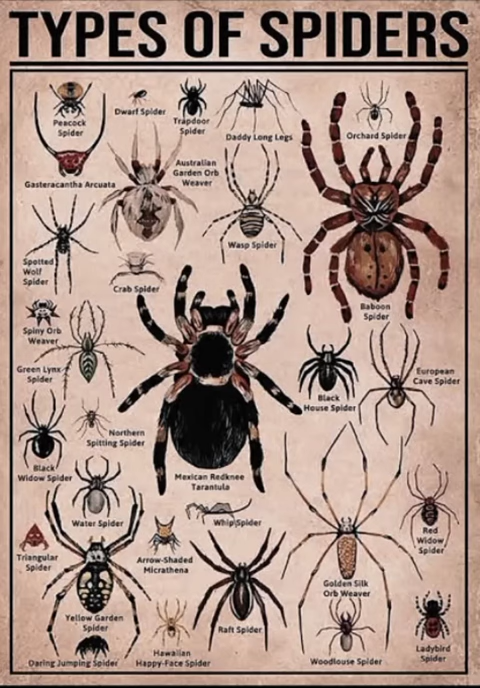 TYPES OF SPIDERS
Peacock
Spider
Dwarf Spider
Trapdoor
Spider
Daddy Long Legs
Orchard Spider
Gasteracantha Arcuata
Australian
Garden Orb
Weaver
Wasp Spider
Spotted
Wolf
Spider
Crab Spider
Baboon
Spider
Spiny Orb
Weaver
Green Lynx
Spider
Black
House Spider
European
Cave Spider
Northern
Spitting Spider
Black
Widow Spider
Mexican Redknee
Tarantula
Water Spider
Whip Spider
Red
Widow
Spider
Triangular
Spider
Arrow-Shaded
Micrathena
Golden Silk
Orb Weaver
Yellow Garden
Spider
Raft Spider
Hawaiian
Happy-Face Spider
Daring Jumping Spider
Woodlouse Spider
Ladybird
Spider